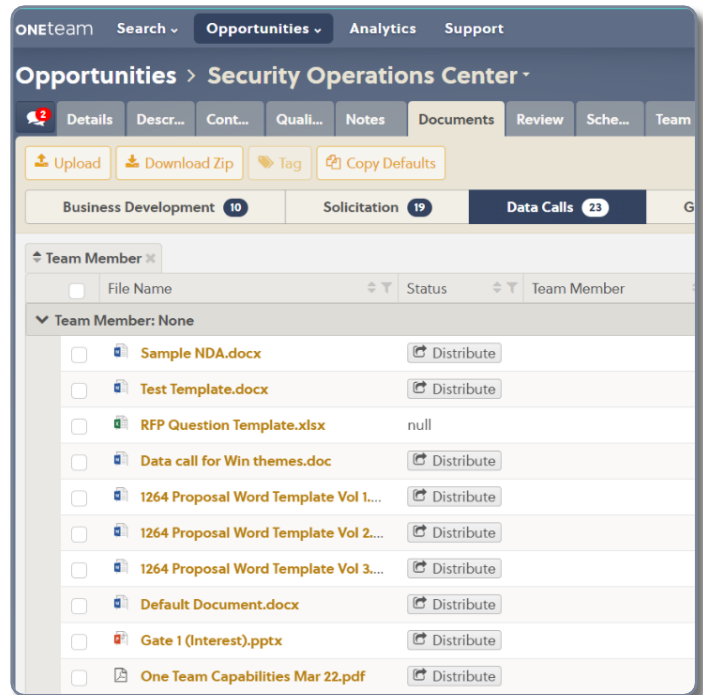 ONEteam Search Opportunities Analytics Support
Opportunities > Security Operations Center
2 Details Descr... Cont... Quali... Notes Documents Review Sche... Team
Upload Download Zip Tag Copy Defaults
Business Development 10 Solicitation 19 Data Calls 23 G
Team Member
File Name Status Team Member
Team Member: None
Sample NDA.docx Distribute
Test Template.docx Distribute
RFP Question Template.xlsx null
Data call for Win themes.doc Distribute
1264 Proposal Word Template Vol 1.... Distribute
1264 Proposal Word Template Vol 2.... Distribute
1264 Proposal Word Template Vol 3.... Distribute
Default Document.docx Distribute
Gate 1 (Interest).pptx Distribute
One Team Capabilities Mar 22.pdf Distribute